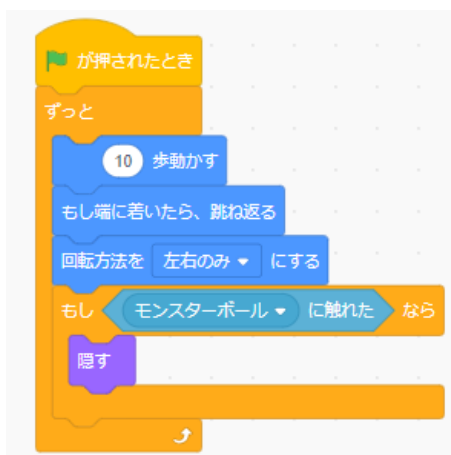 が押されたとき
ずっと
10 歩動かす
もし端に着いたら、跳ね返る
回転方法を 左右のみ にする
もし モンスターボール に触れた なら
隠す